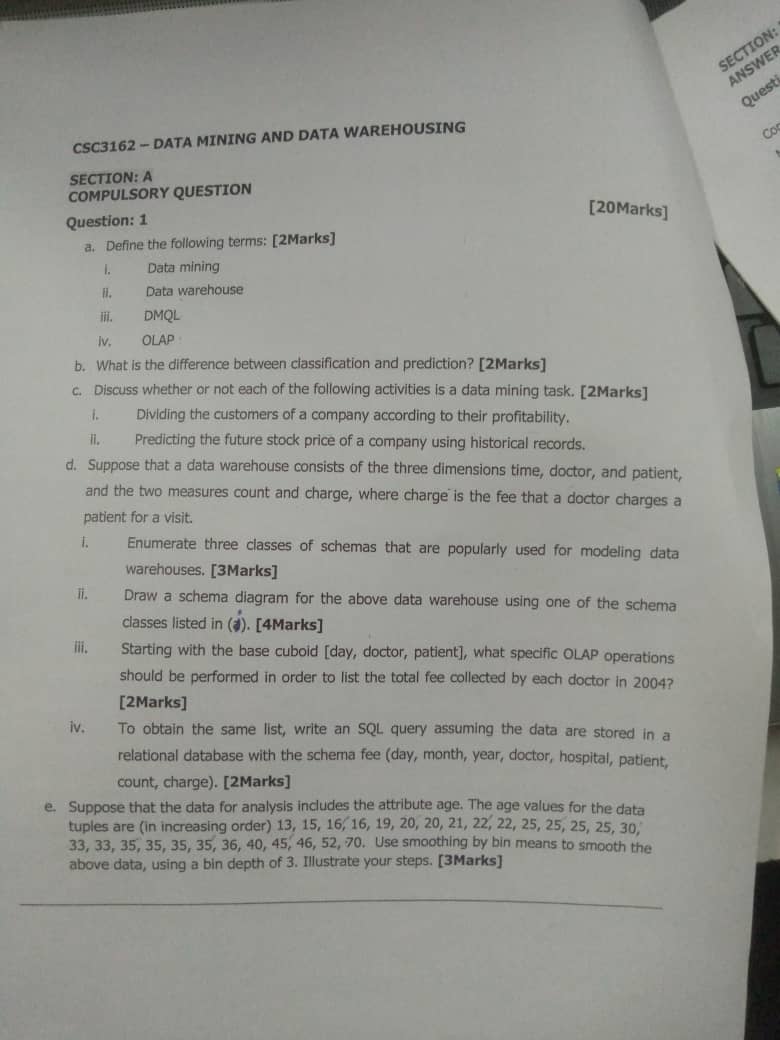 SECTION:
ANSWER
Questi
CSC3162 – DATA MINING AND DATA WAREHOUSING
SECTION: A
COMPULSORY QUESTION
Question: 1
[20Marks]
a. Define the following terms: [2Marks]
i. Data mining
ii. Data warehouse
iii. DMQL
iv. OLAP
b. What is the difference between classification and prediction? [2Marks]
c. Discuss whether or not each of the following activities is a data mining task. [2Marks]
i. Dividing the customers of a company according to their profitability.
ii. Predicting the future stock price of a company using historical records.
d. Suppose that a data warehouse consists of the three dimensions time, doctor, and patient,
and the two measures count and charge, where charge is the fee that a doctor charges a
patient for a visit.
i. Enumerate three classes of schemas that are popularly used for modeling data
warehouses. [3Marks]
ii. Draw a schema diagram for the above data warehouse using one of the schema
classes listed in (i). [4Marks]
iii. Starting with the base cuboid [day, doctor, patient], what specific OLAP operations
should be performed in order to list the total fee collected by each doctor in 2004?
[2Marks]
iv. To obtain the same list, write an SQL query assuming the data are stored in a
relational database with the schema fee (day, month, year, doctor, hospital, patient,
count, charge). [2Marks]
e. Suppose that the data for analysis includes the attribute age. The age values for the data
tuples are (in increasing order) 13, 15, 16, 16, 19, 20, 20, 21, 22, 22, 25, 25, 25, 25, 30,
33, 33, 35, 35, 35, 35, 36, 40, 45, 46, 52, 70. Use smoothing by bin means to smooth the
above data, using a bin depth of 3. Illustrate your steps. [3Marks]